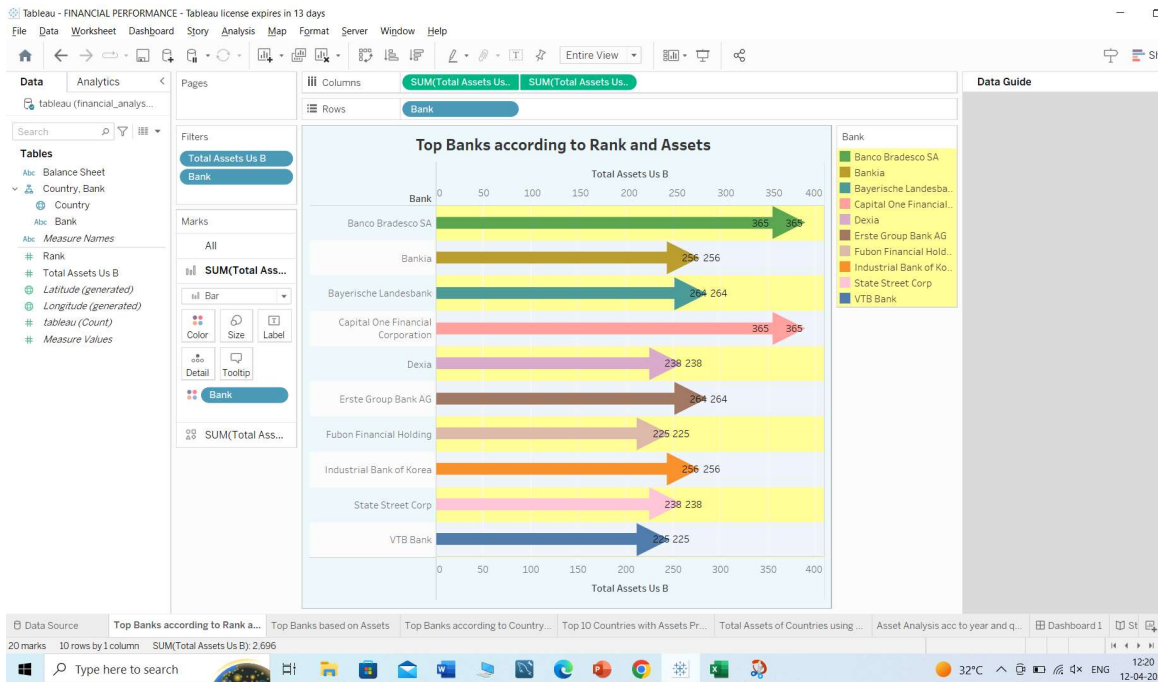 Tableau - FINANCIAL PERFORMANCE - Tableau license expires in 13 days
File Data Worksheet Dashboard Story Analysis Map Format Server Window Help
Entire View
Data Analytics
tableau (financial_analys...
Search
Tables
Abc Balance Sheet
Country, Bank
Country
Abc Bank
Abc Measure Names
# Rank
# Total Assets Us B
Latitude (generated)
Longitude (generated)
# tableau (Count)
# Measure Values
Pages
Filters
Total Assets Us B
Bank
Marks
All
SUM(Total Ass...
Bar
Color Size Label
Detail Tooltip
Bank
SUM(Total Ass...
Columns SUM(Total Assets Us.. SUM(Total Assets Us..
Rows Bank
Top Banks according to Rank and Assets
Total Assets Us B
Bank 0 50 100 150 200 250 300 350 400
Banco Bradesco SA 365 365
Bankia 256 256
Bayerische Landesbank 264 264
Capital One Financial
Corporation 365 365
Dexia 238 238
Erste Group Bank AG 264 264
Fubon Financial Holding 225 225
Industrial Bank of Korea 256 256
State Street Corp 238 238
VTB Bank 225 225
0 50 100 150 200 250 300 350 400
Total Assets Us B
Bank
Banco Bradesco SA
Bankia
Bayerische Landesba..
Capital One Financial..
Dexia
Erste Group Bank AG
Fubon Financial Hold..
Industrial Bank of Ko..
State Street Corp
VTB Bank
Data Guide
Data Source Top Banks according to Rank a... Top Banks based on Assets Top Banks according to Country... Top 10 Countries with Assets Pr... Total Assets of Countries using ... Asset Analysis acc to year and q... Dashboard 1 St
20 marks 10 rows by 1 column SUM(Total Assets Us B): 2,696
Type here to search
32°C ENG
12:20
12-04-20